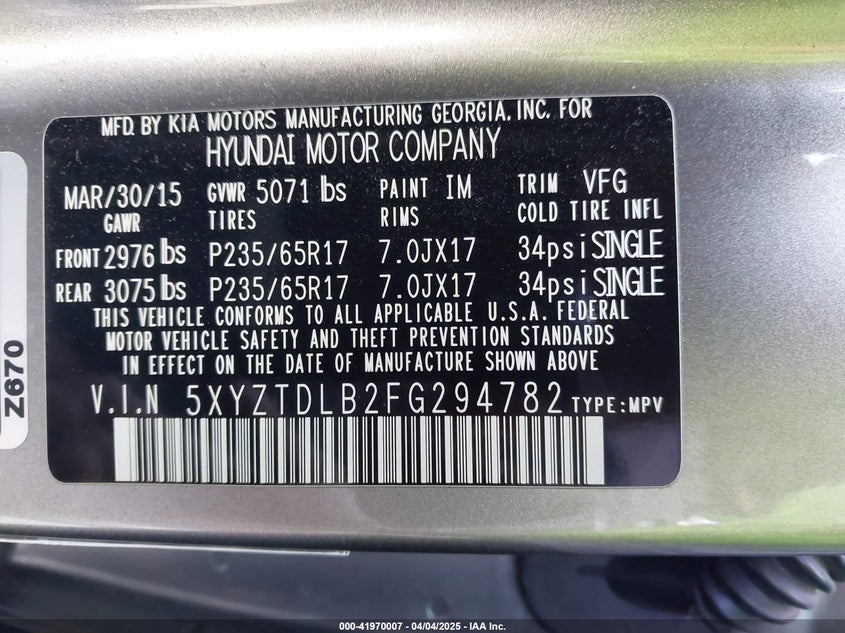 MFD. BY KIA MOTORS MANUFACTURING GEORGIA, INC. FOR
HYUNDAI MOTOR COMPANY
MAR/30/15 GVWR 5071 lbs PAINT IM TRIM VFG
GAWR TIRES RIMS COLD TIRE INFL
FRONT 2976 lbs P235/65R17 7.0JX17 34psi SINGLE
REAR 3075 lbs P235/65R17 7.0JX17 34psi SINGLE
THIS VEHICLE CONFORMS TO ALL APPLICABLE U.S.A. FEDERAL
MOTOR VEHICLE SAFETY AND THEFT PREVENTION STANDARDS
IN EFFECT ON THE DATE OF MANUFACTURE SHOWN ABOVE
V.I.N 5XYZTDLB2FG294782 TYPE:MPV
Z670
000-41970007 - 04/04/2025 - IAA Inc.